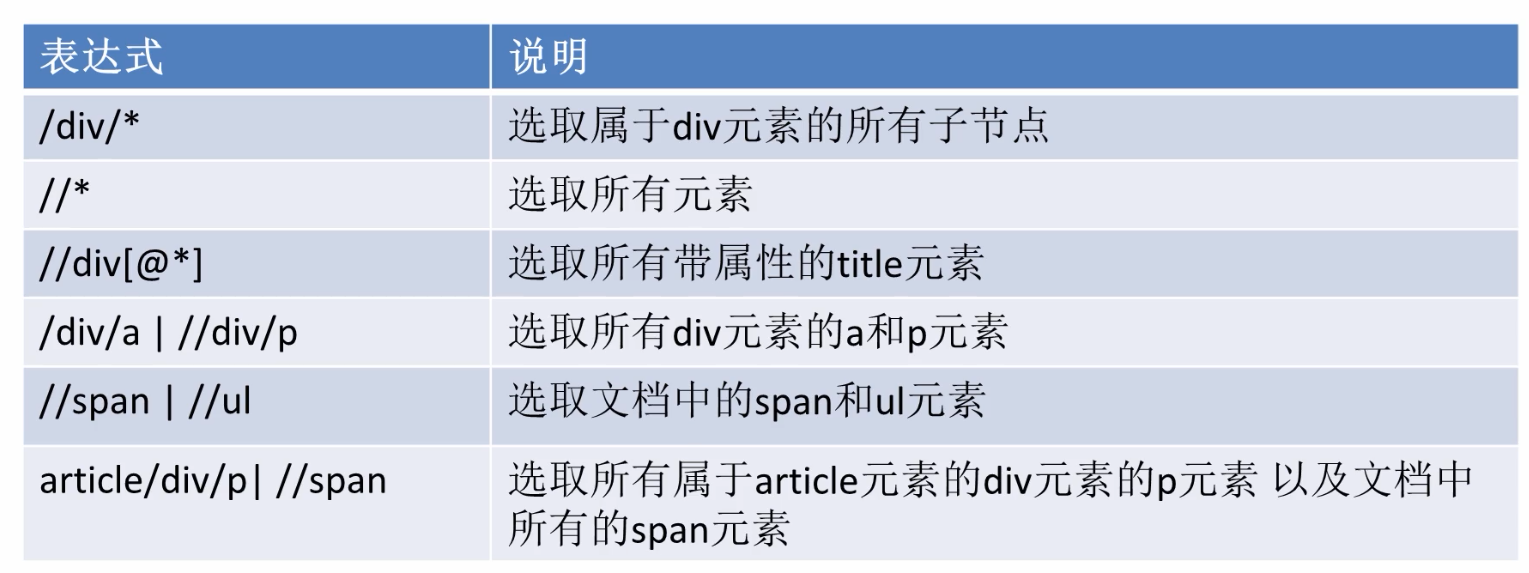 表达式 说明
/div/* 选取属于div元素的所有子节点
//* 选取所有元素
//div[@*] 选取所有带属性的title元素
/div/a | //div/p 选取所有div元素的a和p元素
//span | //ul 选取文档中的span和ul元素
article/div/p| //span 选取所有属于article元素的div元素的p元素 以及文档中
所有的span元素